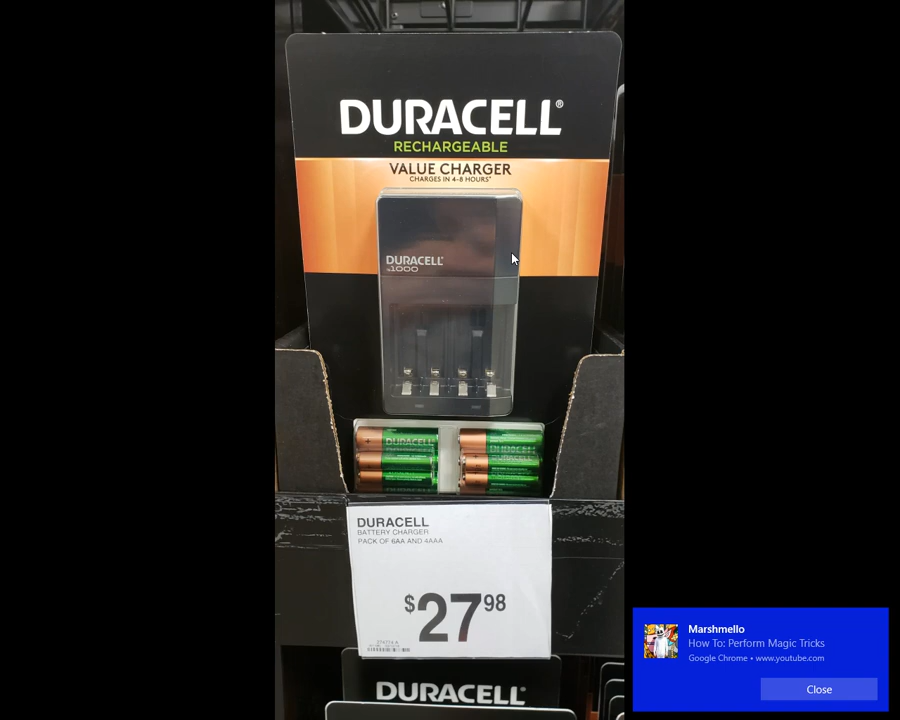 DURACELL®
RECHARGEABLE
VALUE CHARGER
CHARGES IN 4-8 HOURS*
DURACELL
DURACELL
DURACELL
BATTERY CHARGER
PACK OF 6AA AND 4AAA
$27 98
DURACELL®
Marshmello
How To: Perform Magic Tricks
Google Chrome • www.youtube.com
Close